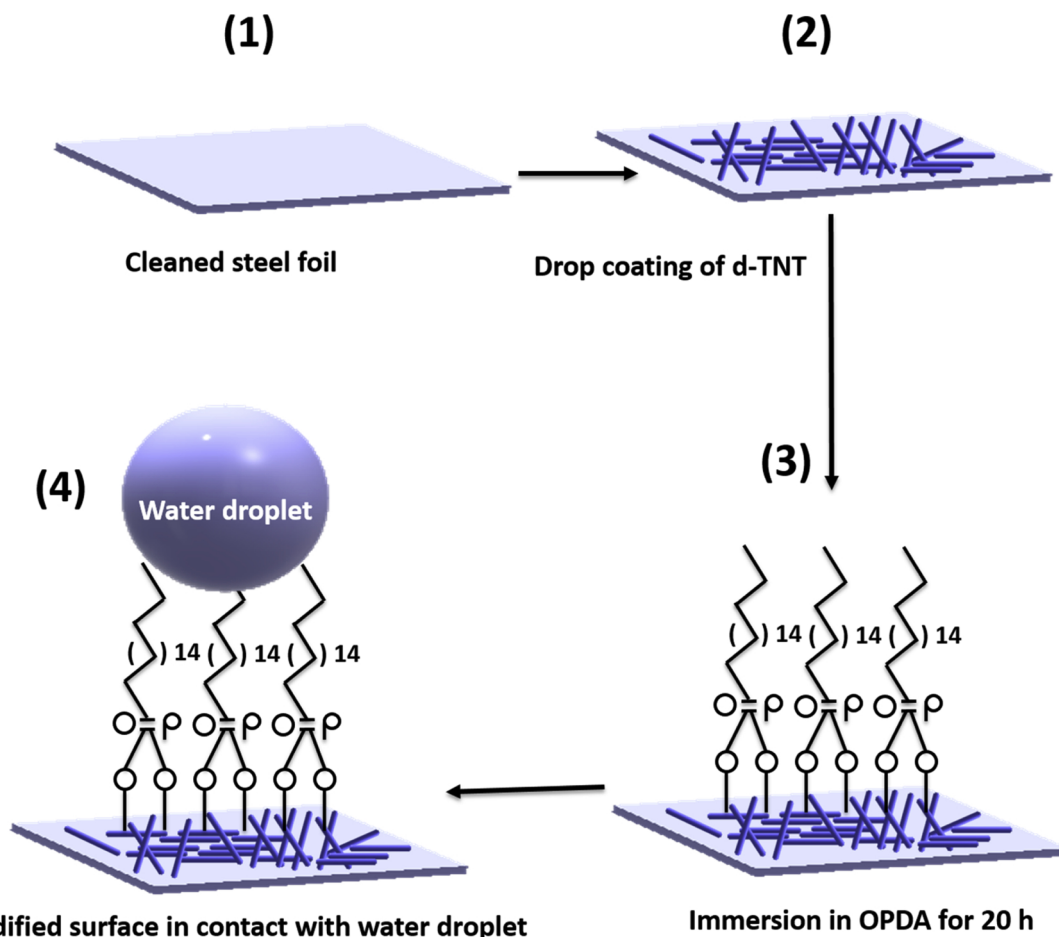 (1)
(2)
Cleaned steel foil
Drop coating of d-TNT
(3)
(4)
Water droplet
( ) 14 ( ) 14 ( ) 14
( ) 14 ( ) 14 ( ) 14
O = P O = P O = P
O = P O = P O = P
O O O O O O
O O O O O O
surface in contact with water droplet
Immersion in OPDA for 20 h